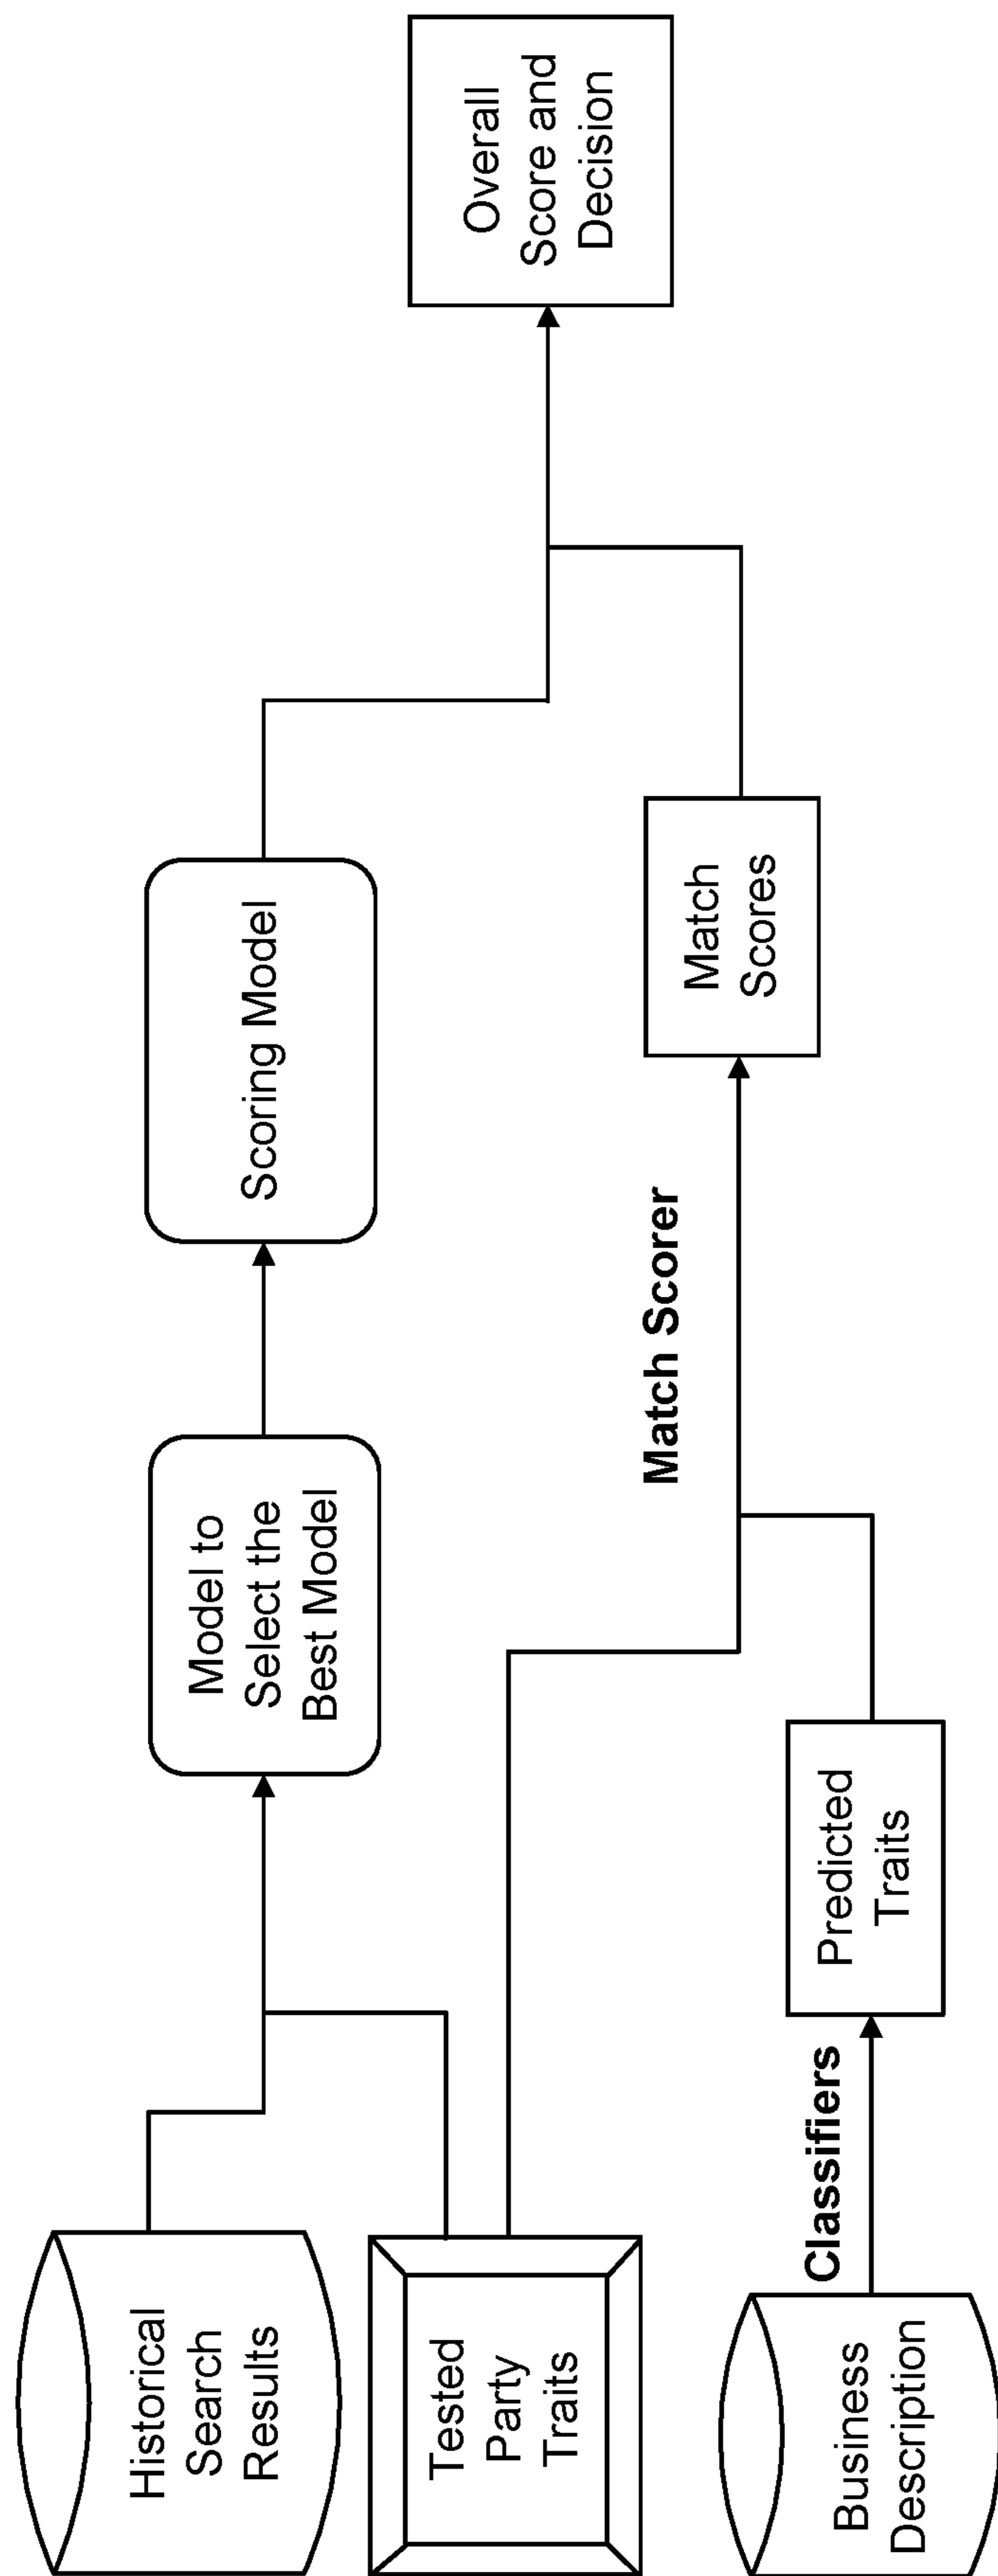 Historical
Search
Results
Tested
Party
Traits
Business
Description
Classifiers
Predicted
Traits
Model to
Select the
Best Model
Match Scorer
Scoring Model
Match
Scores
Overall
Score and
Decision